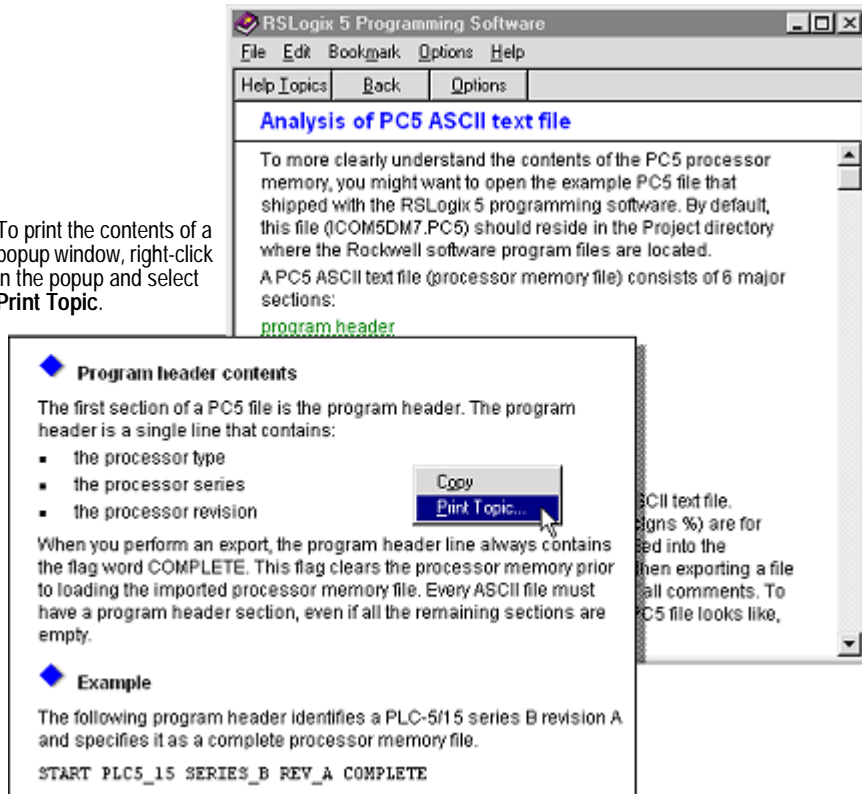 RSLogix 5 Programming Software
File Edit Bookmark Options Help
Help Topics Back Options
Analysis of PC5 ASCII text file
To more clearly understand the contents of the PC5 processor
memory, you might want to open the example PC5 file that
shipped with the RSLogix 5 programming software. By default,
this file (ICOM5DM7.PC5) should reside in the Project directory
where the Rockwell software program files are located.
A PC5 ASCII text file (processor memory file) consists of 6 major
sections:
program header
To print the contents of a
popup window, right-click
in the popup and select
Print Topic.
Program header contents
The first section of a PC5 file is the program header. The program
header is a single line that contains:
▪ the processor type
▪ the processor series
▪ the processor revision
Copy
Print Topic...
When you perform an export, the program header line always contains
the flag word COMPLETE. This flag clears the processor memory prior
to loading the imported processor memory file. Every ASCII file must
have a program header section, even if all the remaining sections are
empty.
Example
The following program header identifies a PLC-5/15 series B revision A
and specifies it as a complete processor memory file.
START PLC5_15 SERIES_B REV_A COMPLETE
SCII text file.
igns %) are for
ed into the
hen exporting a file
all comments. To
PC5 file looks like,